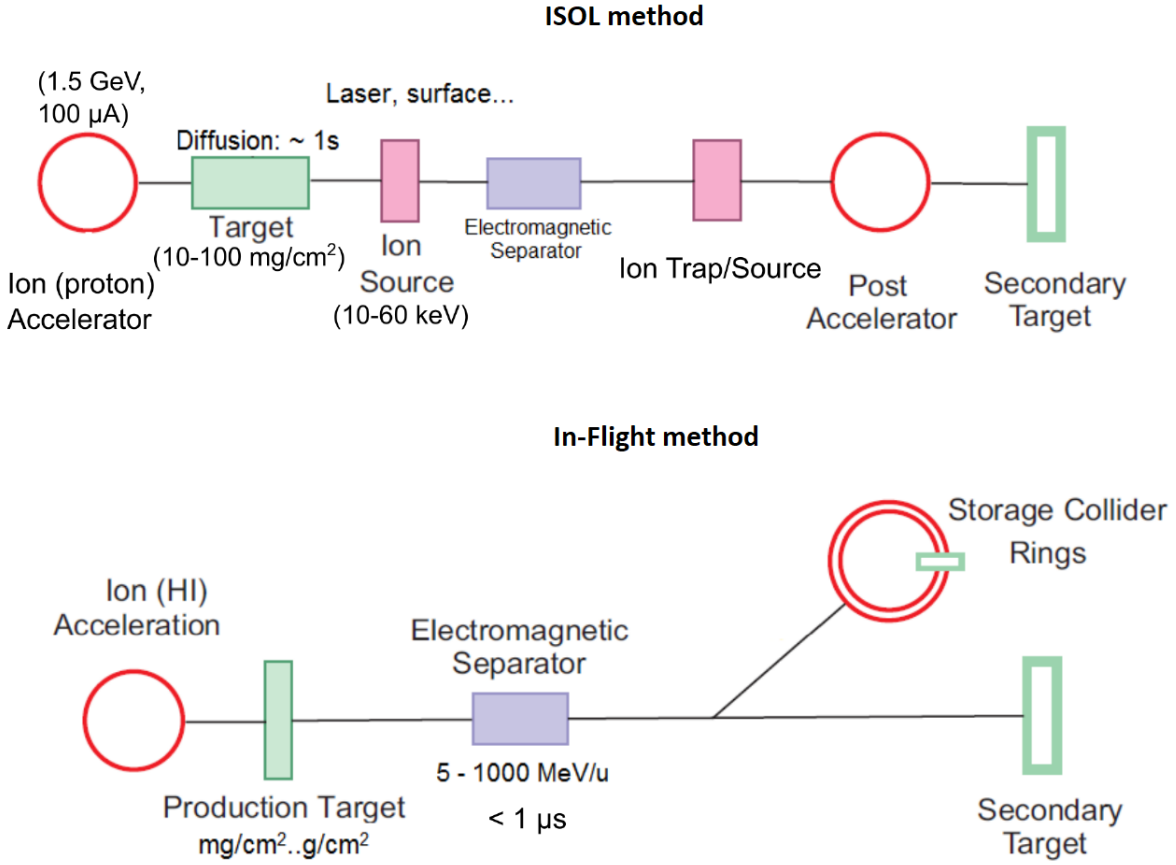 ISOL method
(1.5 GeV,
100 µA)
Laser, surface...
Diffusion: ~ 1s
Target
(10-100 mg/cm²)
Ion (proton)
Accelerator
Ion
Source
(10-60 keV)
Electromagnetic
Separator
Ion Trap/Source
Post
Accelerator
Secondary
Target
In-Flight method
Storage Collider
Rings
Ion (HI)
Acceleration
Electromagnetic
Separator
5 - 1000 MeV/u
< 1 µs
Production Target
mg/cm²..g/cm²
Secondary
Target